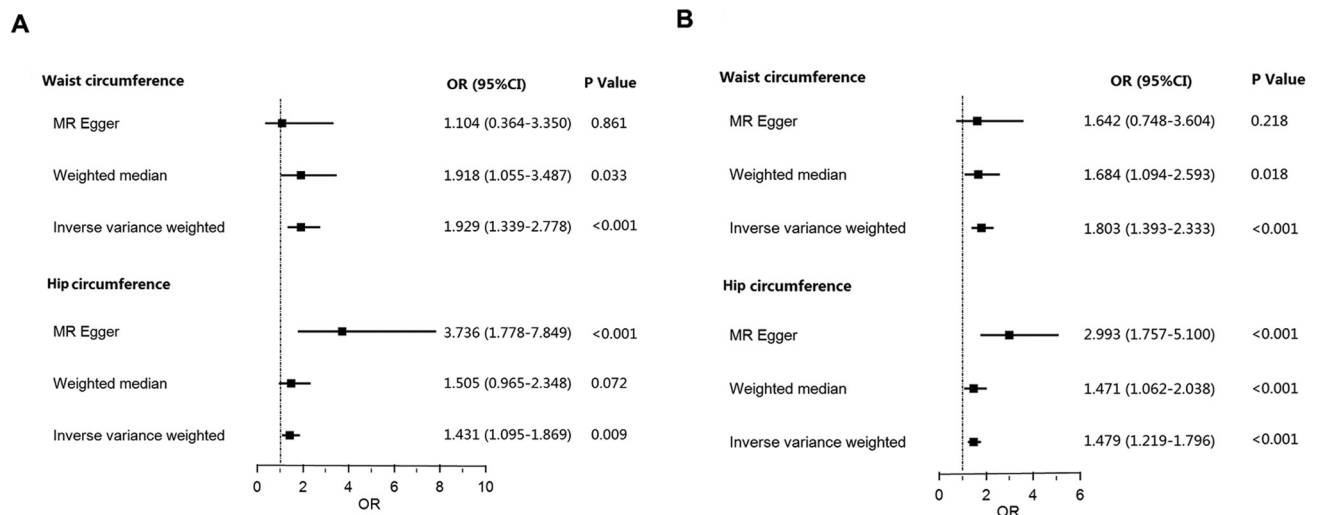 A
Waist circumference OR (95%CI) P Value
MR Egger 1.104 (0.364-3.350) 0.861
Weighted median 1.918 (1.055-3.487) 0.033
Inverse variance weighted 1.929 (1.339-2.778) <0.001
Hip circumference
MR Egger 3.736 (1.778-7.849) <0.001
Weighted median 1.505 (0.965-2.348) 0.072
Inverse variance weighted 1.431 (1.095-1.869) 0.009
0 2 4 6 8 10
OR
B
Waist circumference OR (95%CI) P Value
MR Egger 1.642 (0.748-3.604) 0.218
Weighted median 1.684 (1.094-2.593) 0.018
Inverse variance weighted 1.803 (1.393-2.333) <0.001
Hip circumference
MR Egger 2.993 (1.757-5.100) <0.001
Weighted median 1.471 (1.062-2.038) <0.001
Inverse variance weighted 1.479 (1.219-1.796) <0.001
0 2 4 6
OR